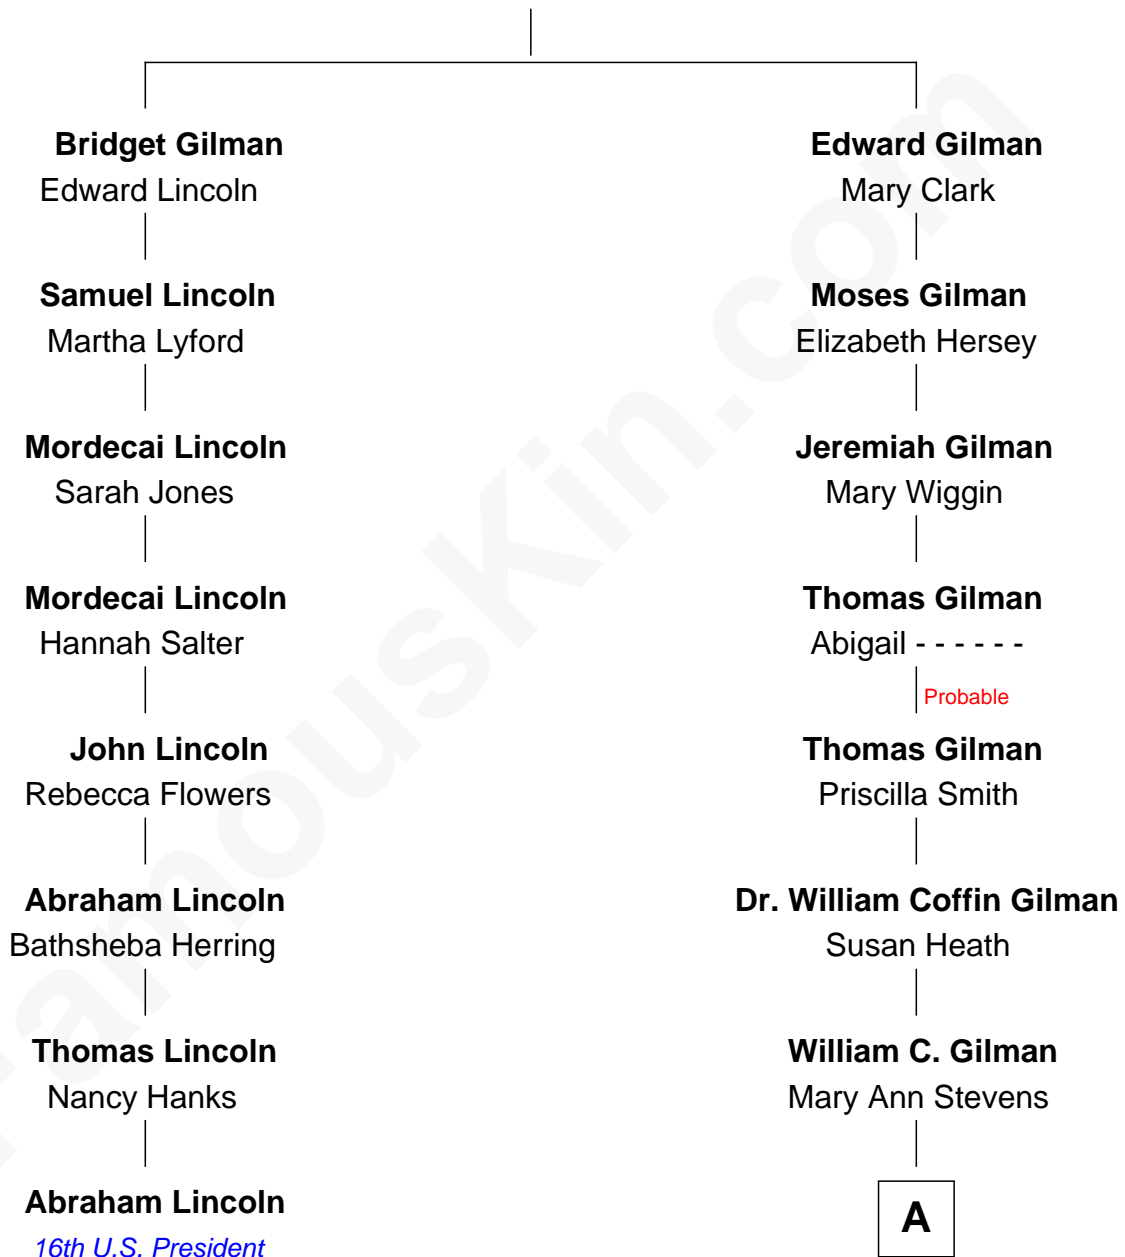 Bridget Gilman
Edward Lincoln
Samuel Lincoln
Martha Lyford
Mordecai Lincoln
Sarah Jones
Mordecai Lincoln
Hannah Salter
John Lincoln
Rebecca Flowers
Abraham Lincoln
Bathsheba Herring
Thomas Lincoln
Nancy Hanks
Abraham Lincoln
16th U.S. President
Edward Gilman
Mary Clark
Moses Gilman
Elizabeth Hersey
Jeremiah Gilman
Mary Wiggin
Thomas Gilman
Abigail - - - - - -
Probable
Thomas Gilman
Priscilla Smith
Dr. William Coffin Gilman
Susan Heath
William C. Gilman
Mary Ann Stevens
A
FamousKin.com